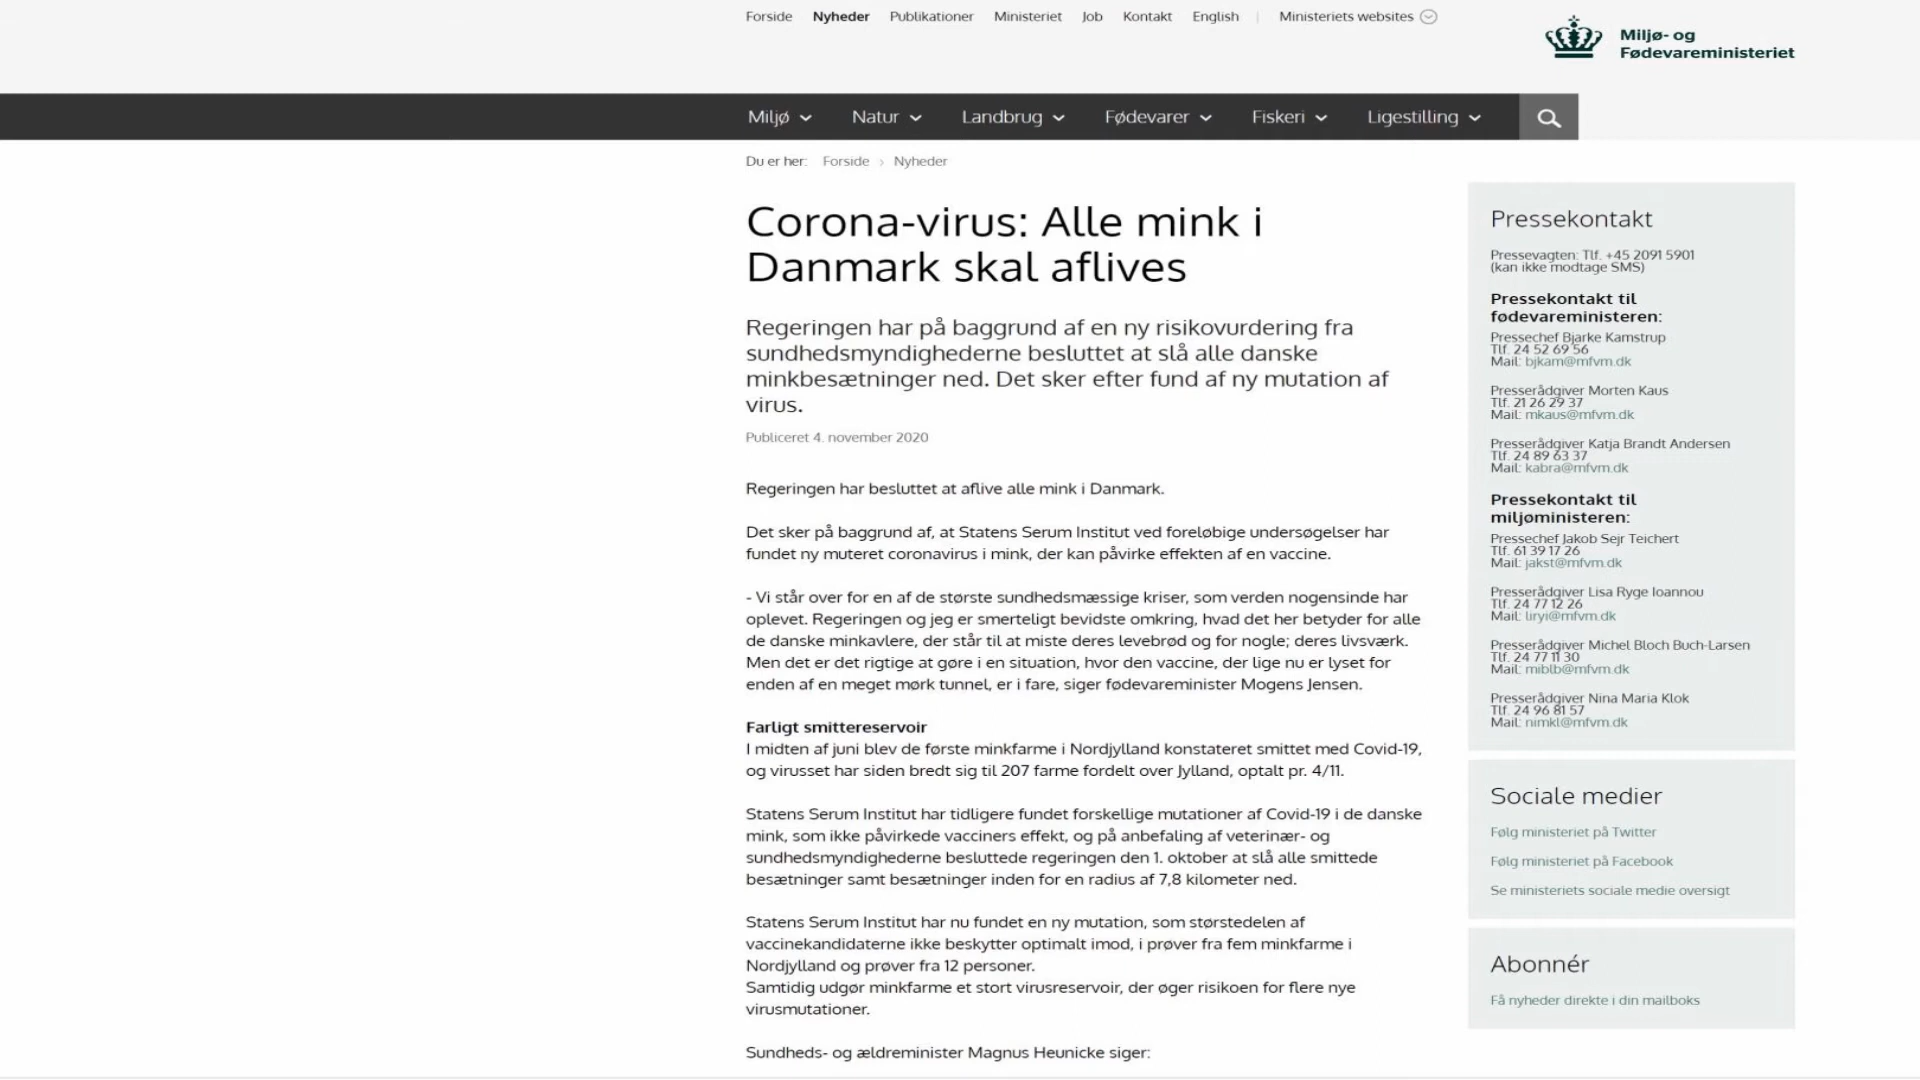 Forside Nyheder Publikationer Ministeriet Job Kontakt English | Ministeriets websites
Miljø- og
Fødevareministeriet
Miljø Natur Landbrug Fødevarer Fiskeri Ligestilling
Du er her: Forside › Nyheder
Corona-virus: Alle mink i
Danmark skal aflives
Regeringen har på baggrund af en ny risikovurdering fra
sundhedsmyndighederne besluttet at slå alle danske
minkbesætninger ned. Det sker efter fund af ny mutation af
virus.
Publiceret 4. november 2020
Regeringen har besluttet at aflive alle mink i Danmark.
Det sker på baggrund af, at Statens Serum Institut ved foreløbige undersøgelser har
fundet ny muteret coronavirus i mink, der kan påvirke effekten af en vaccine.
- Vi står over for en af de største sundhedsmæssige kriser, som verden nogensinde har
oplevet. Regeringen og jeg er smerteligt bevidste omkring, hvad det her betyder for alle
de danske minkavlere, der står til at miste deres levebrød og for nogle; deres livsværk.
Men det er det rigtige at gøre i en situation, hvor den vaccine, der lige nu er lyset for
enden af en meget mørk tunnel, er i fare, siger fødevareminister Mogens Jensen.
Farligt smittereservoir
I midten af juni blev de første minkfarme i Nordjylland konstateret smittet med Covid-19,
og virusset har siden bredt sig til 207 farme fordelt over Jylland, optalt pr. 4/11.
Statens Serum Institut har tidligere fundet forskellige mutationer af Covid-19 i de danske
mink, som ikke påvirkede vacciners effekt, og på anbefaling af veterinær- og
sundhedsmyndighederne besluttede regeringen den 1. oktober at slå alle smittede
besætninger samt besætninger inden for en radius af 7,8 kilometer ned.
Statens Serum Institut har nu fundet en ny mutation, som størstedelen af
vaccinekandidaterne ikke beskytter optimalt imod, i prøver fra fem minkfarme i
Nordjylland og prøver fra 12 personer.
Samtidig udgør minkfarme et stort virusreservoir, der øger risikoen for flere nye
virusmutationer.
Sundheds- og ældreminister Magnus Heunicke siger:
Pressekontakt
Pressevagten: Tlf. +45 2091 5901
(kan ikke modtage SMS)
Pressekontakt til
fødevareministeren:
Pressechef Bjarke Kamstrup
Tlf. 24 52 69 56
Mail: bjkam@mfvm.dk
Presserådgiver Morten Kaus
Tlf. 21 26 29 37
Mail: mkaus@mfvm.dk
Presserådgiver Katja Brandt Andersen
Tlf. 24 89 63 37
Mail: kabra@mfvm.dk
Pressekontakt til
miljøministeren:
Pressechef Jakob Sejr Teichert
Tlf. 61 39 17 26
Mail: jakst@mfvm.dk
Presserådgiver Lisa Ryge Ioannou
Tlf. 24 77 12 26
Mail: liryi@mfvm.dk
Presserådgiver Michel Bloch Buch-Larsen
Tlf. 24 77 11 30
Mail: miblb@mfvm.dk
Presserådgiver Nina Maria Klok
Tlf. 24 96 81 57
Mail: nimkl@mfvm.dk
Sociale medier
Følg ministeriet på Twitter
Følg ministeriet på Facebook
Se ministeriets sociale medie oversigt
Abonnér
Få nyheder direkte i din mailboks